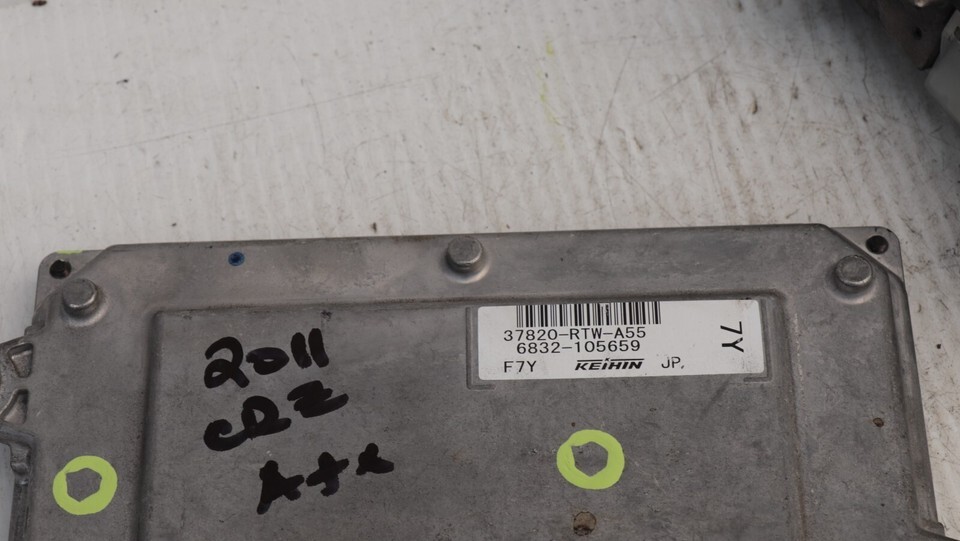 37820-RTW-A55
6832-105659
F7Y KEIHIN JP.
7Y
2011
CRZ